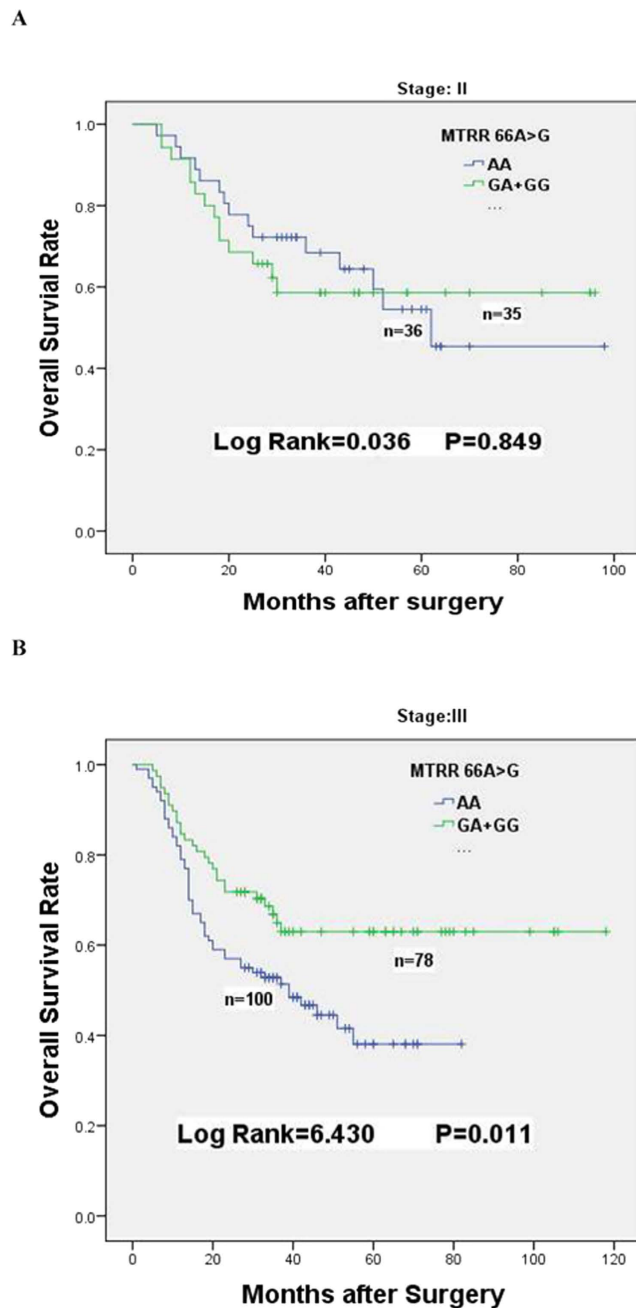 A
Stage: II
MTRR 66A>G
AA
GA+GG
...
1.0
0.8
0.6
0.4
0.2
0.0
Overall Survial Rate
n=36
n=35
Log Rank=0.036 P=0.849
0 20 40 60 80 100
Months after surgery
B
Stage:III
MTRR 66A>G
AA
GA+GG
...
1.0
0.8
0.6
0.4
0.2
0.0
Overall Survival Rate
n=78
n=100
Log Rank=6.430 P=0.011
0 20 40 60 80 100 120
Months after Surgery